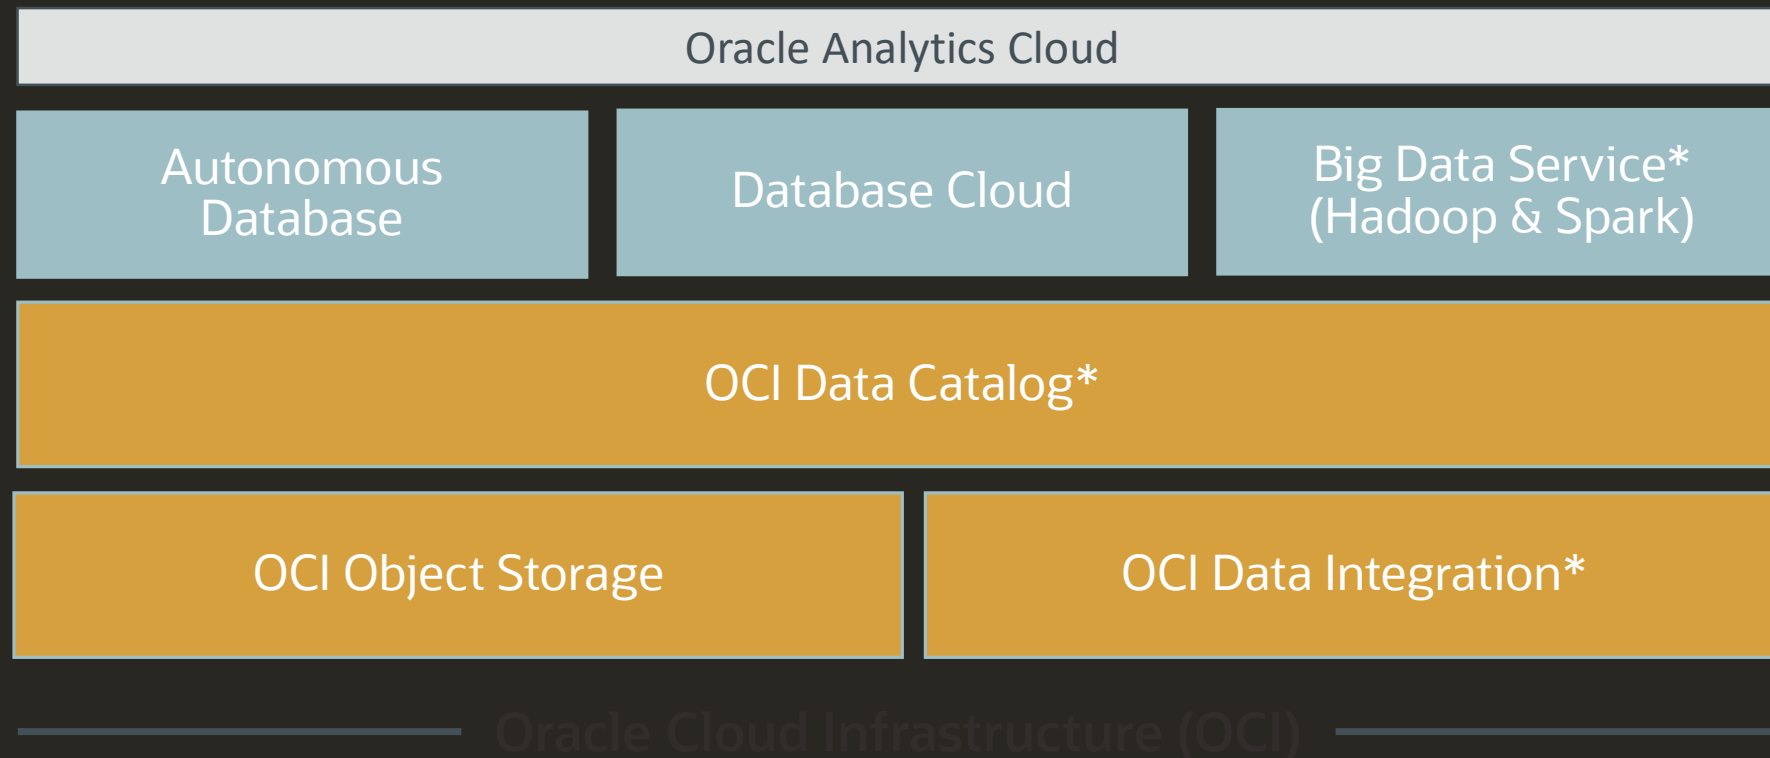 Oracle Analytics Cloud
Autonomous
Database
Database Cloud
Big Data Service*
(Hadoop & Spark)
OCI Data Catalog*
OCI Object Storage
OCI Data Integration*
Oracle Cloud Infrastructure (OCI)